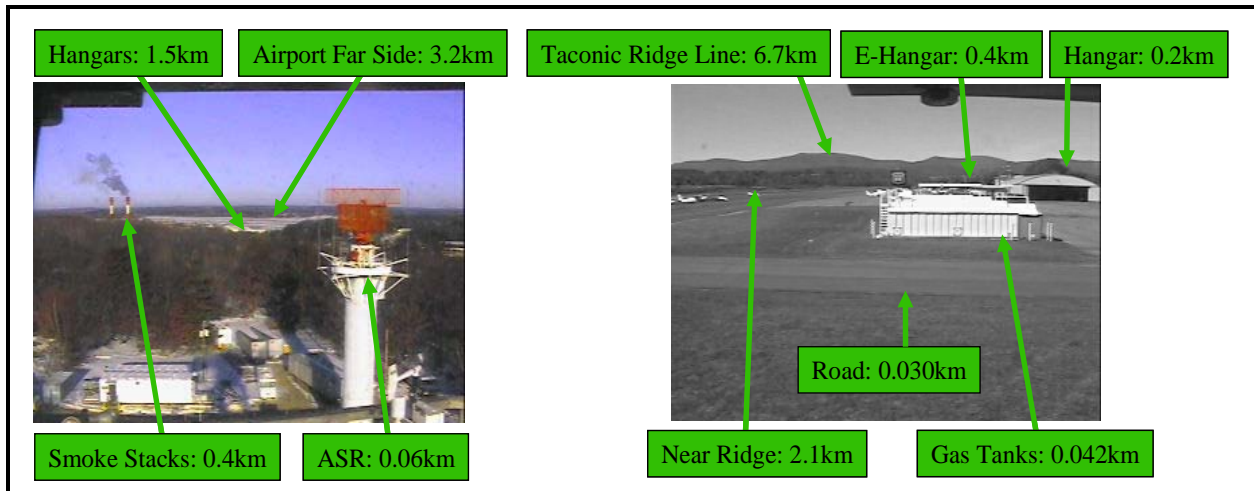 Hangars: 1.5km
Airport Far Side: 3.2km
Taconic Ridge Line: 6.7km
E-Hangar: 0.4km
Hangar: 0.2km
Road: 0.030km
Smoke Stacks: 0.4km
ASR: 0.06km
Near Ridge: 2.1km
Gas Tanks: 0.042km